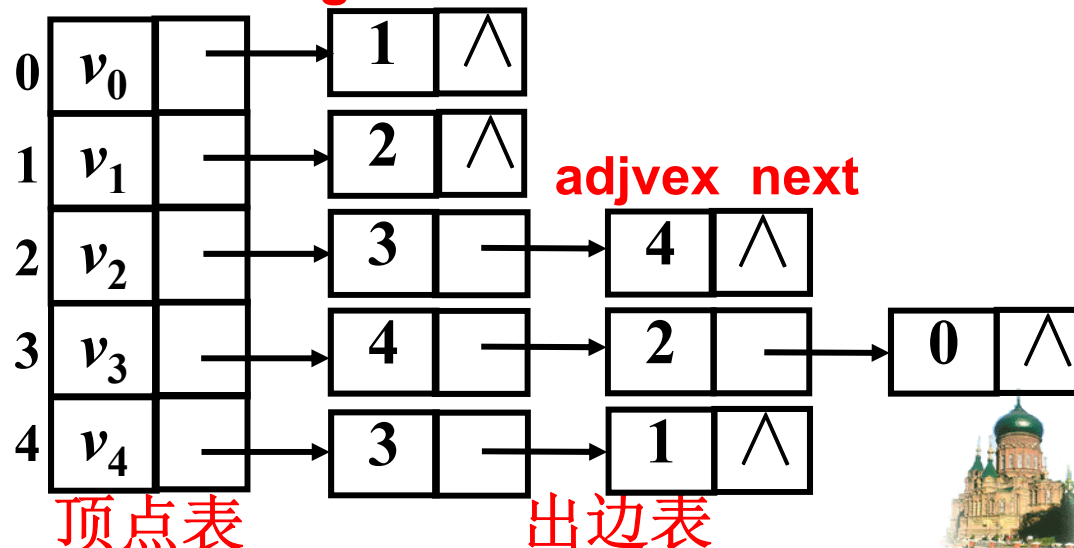 0 v₀ 1 ∧
1 v₁ 2 ∧
adjvex next
2 v₂ 3 4 ∧
3 v₃ 4 2 0 ∧
4 v₄ 3 1 ∧
顶点表 出边表